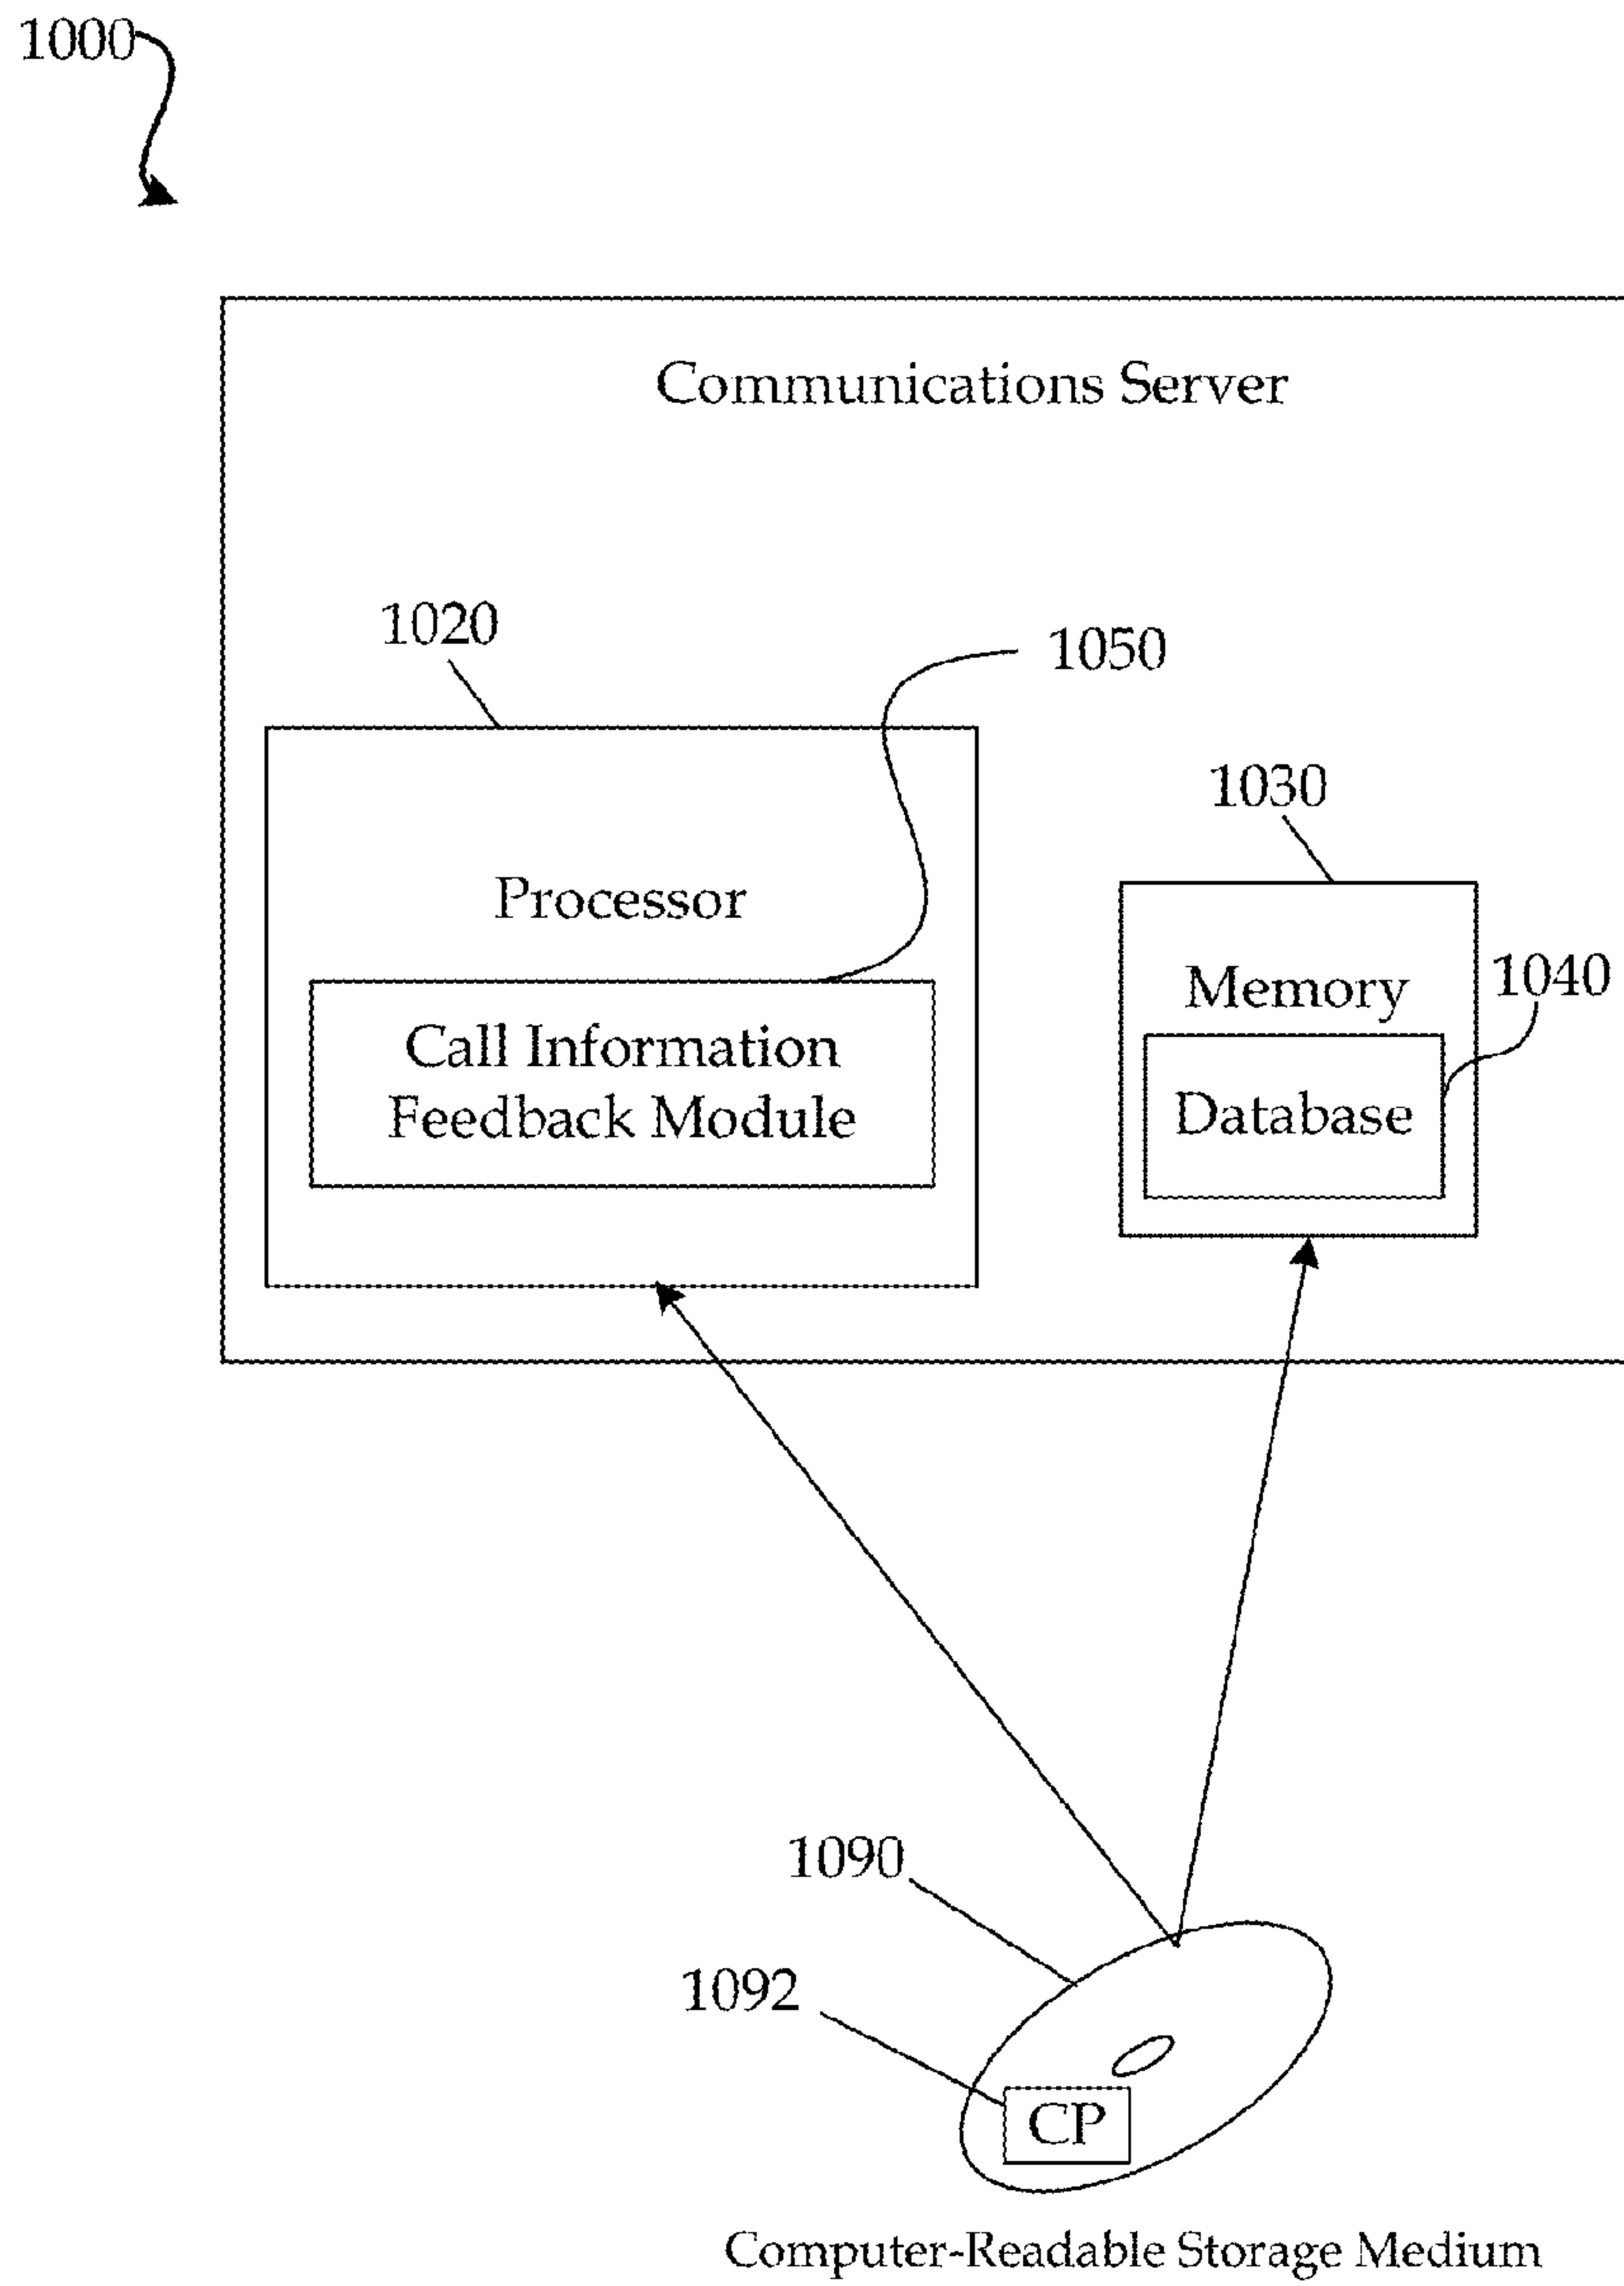 1000
Communications Server
1020
1050
1030
Processor
Memory
1040
Call Information
Feedback Module
Database
1090
1092
CP
Computer-Readable Storage Medium